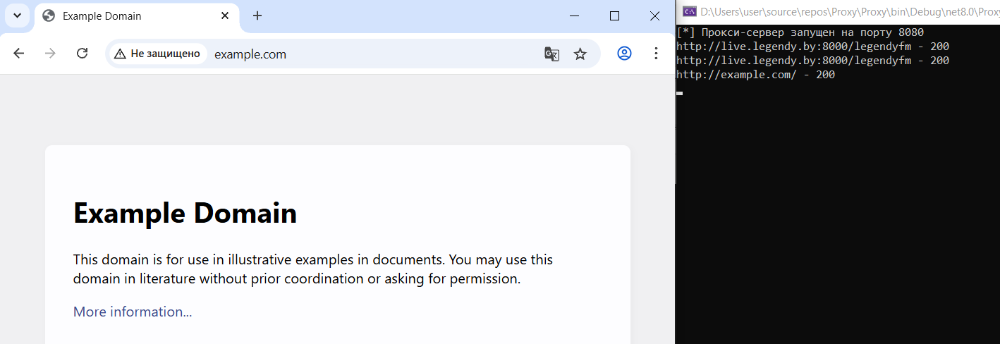 Example Domain
Не защищено
example.com
Example Domain
This domain is for use in illustrative examples in documents. You may use this
domain in literature without prior coordination or asking for permission.
More information...
D:\Users\user\source\repos\Proxy\Proxy\bin\Debug\net8.0\Proxy
[*] Прокси-сервер запущен на порту 8080
http://live.legendy.by:8000/legendyfm - 200
http://live.legendy.by:8000/legendyfm - 200
http://example.com/ - 200